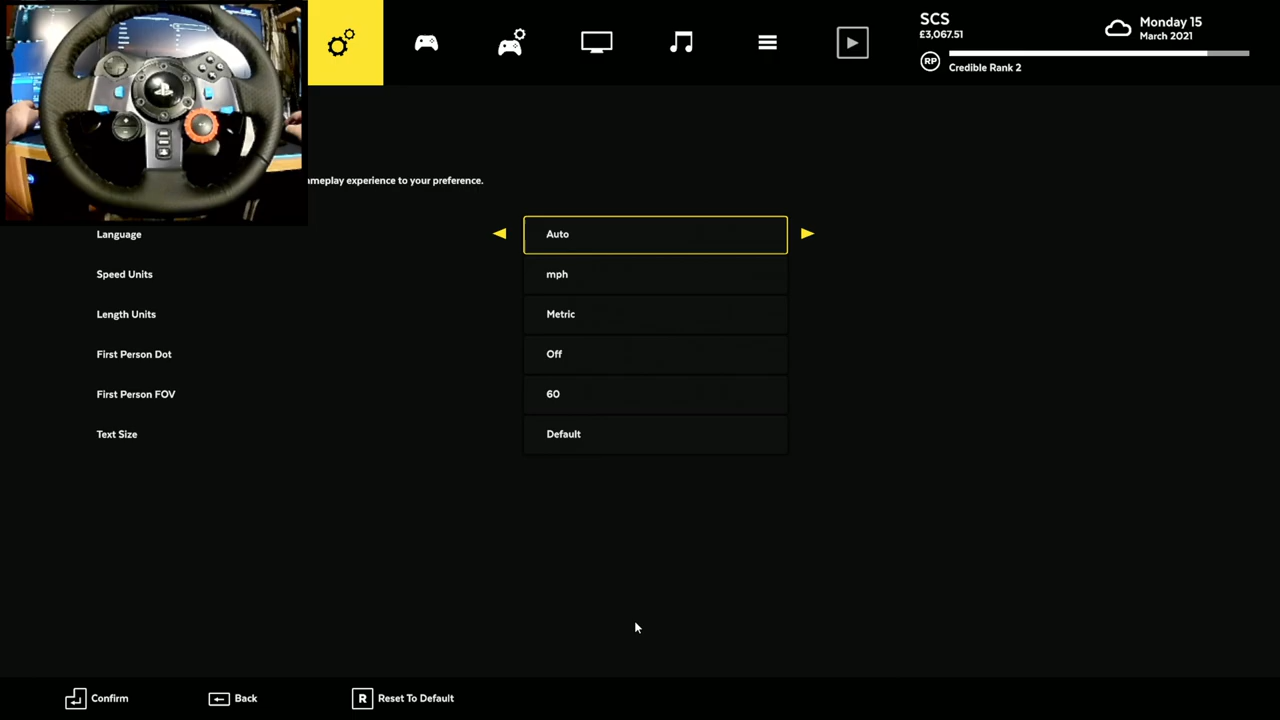 SCS
£3,067.51
Monday 15
March 2021
RP
Credible Rank 2
ameplay experience to your preference.
Language
Auto
Speed Units
mph
Length Units
Metric
First Person Dot
Off
First Person FOV
60
Text Size
Default
Confirm
Back
R
Reset To Default